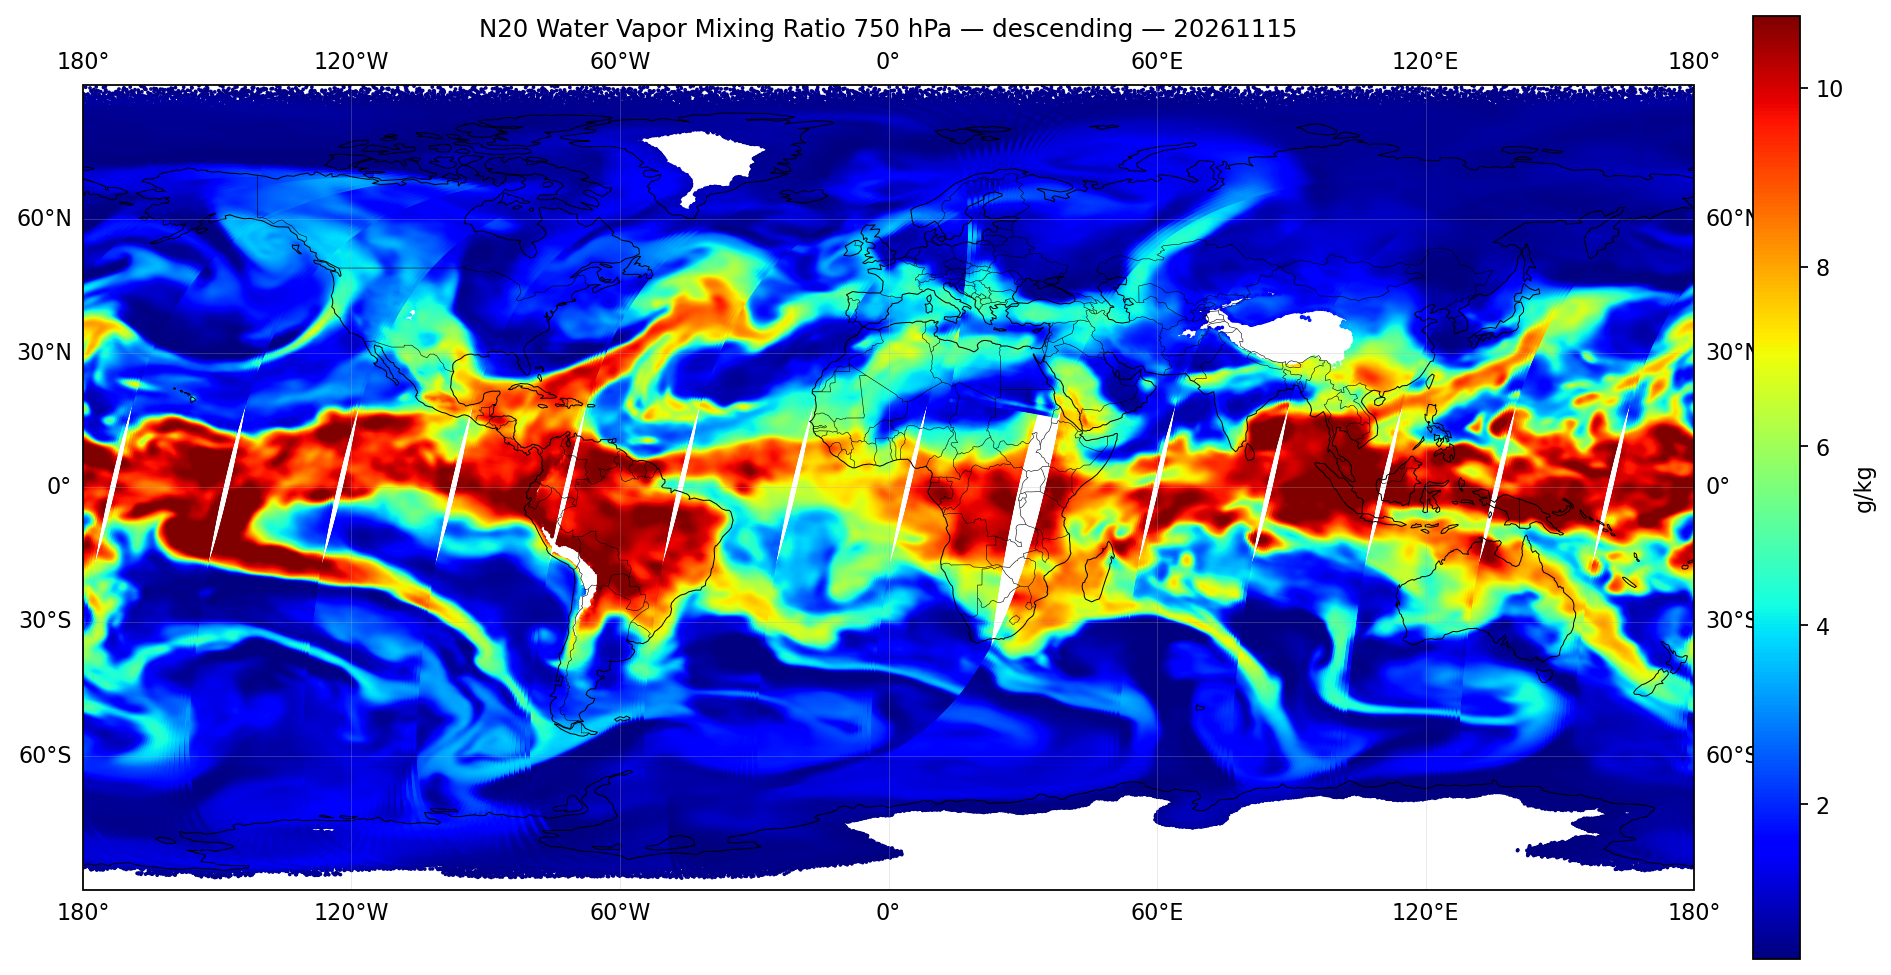 N20 Water Vapor Mixing Ratio 750 hPa — descending — 20261115
180° 120°W 60°W 0° 60°E 120°E 180°
10
60°N 60°N
8
30°N 30°N
6
0° 0°
g/kg
30°S 30°S
4
60°S 60°S
2
180° 120°W 60°W 0° 60°E 120°E 180°